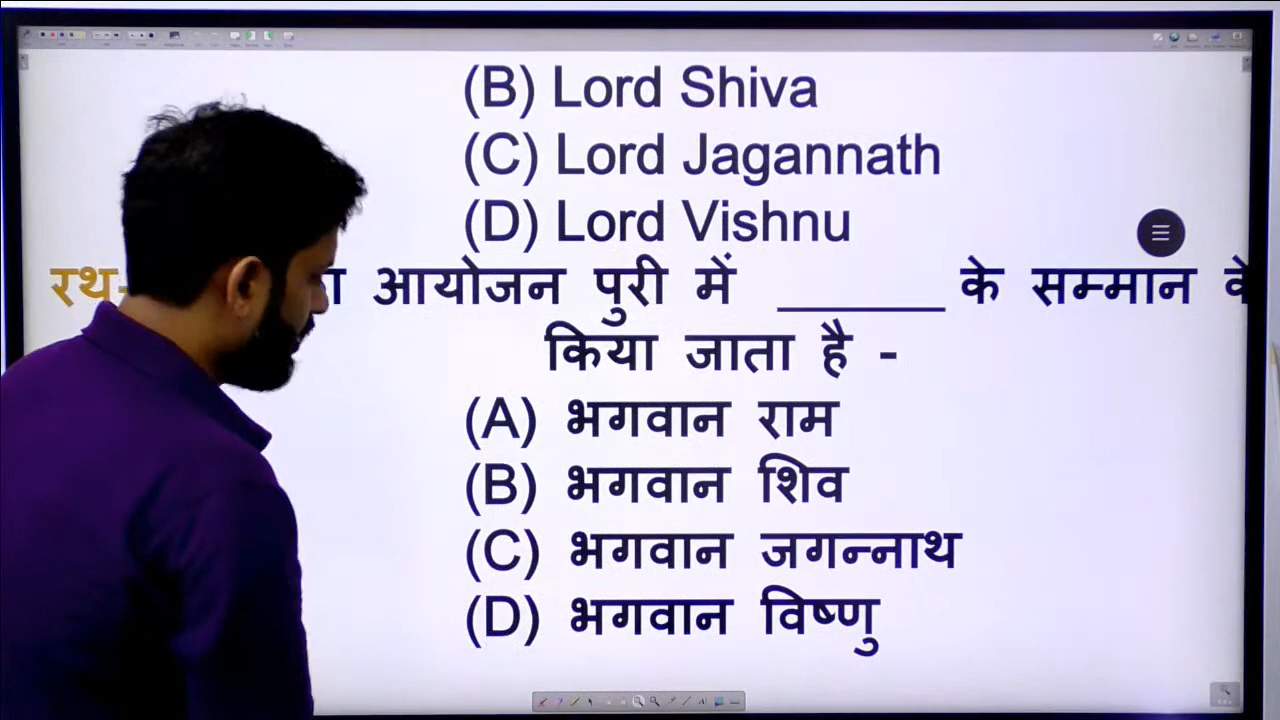 (B) Lord Shiva
(C) Lord Jagannath
(D) Lord Vishnu
रथ- आयोजन पुरी में ______ के सम्मान
किया जाता है -
(A) भगवान राम
(B) भगवान शिव
(C) भगवान जगन्नाथ
(D) भगवान विष्णु